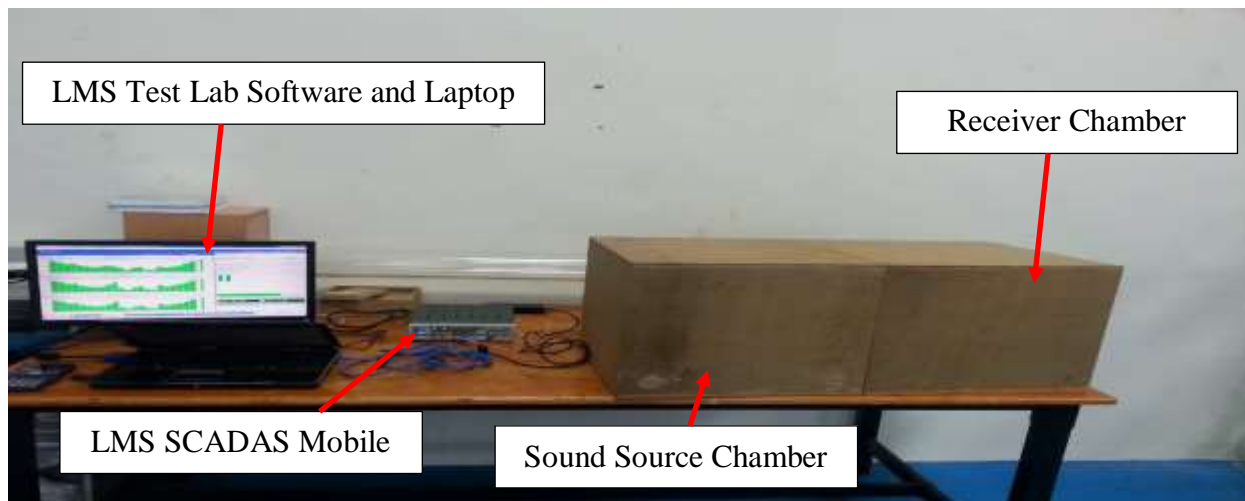 LMS Test Lab Software and Laptop
Receiver Chamber
LMS SCADAS Mobile
Sound Source Chamber